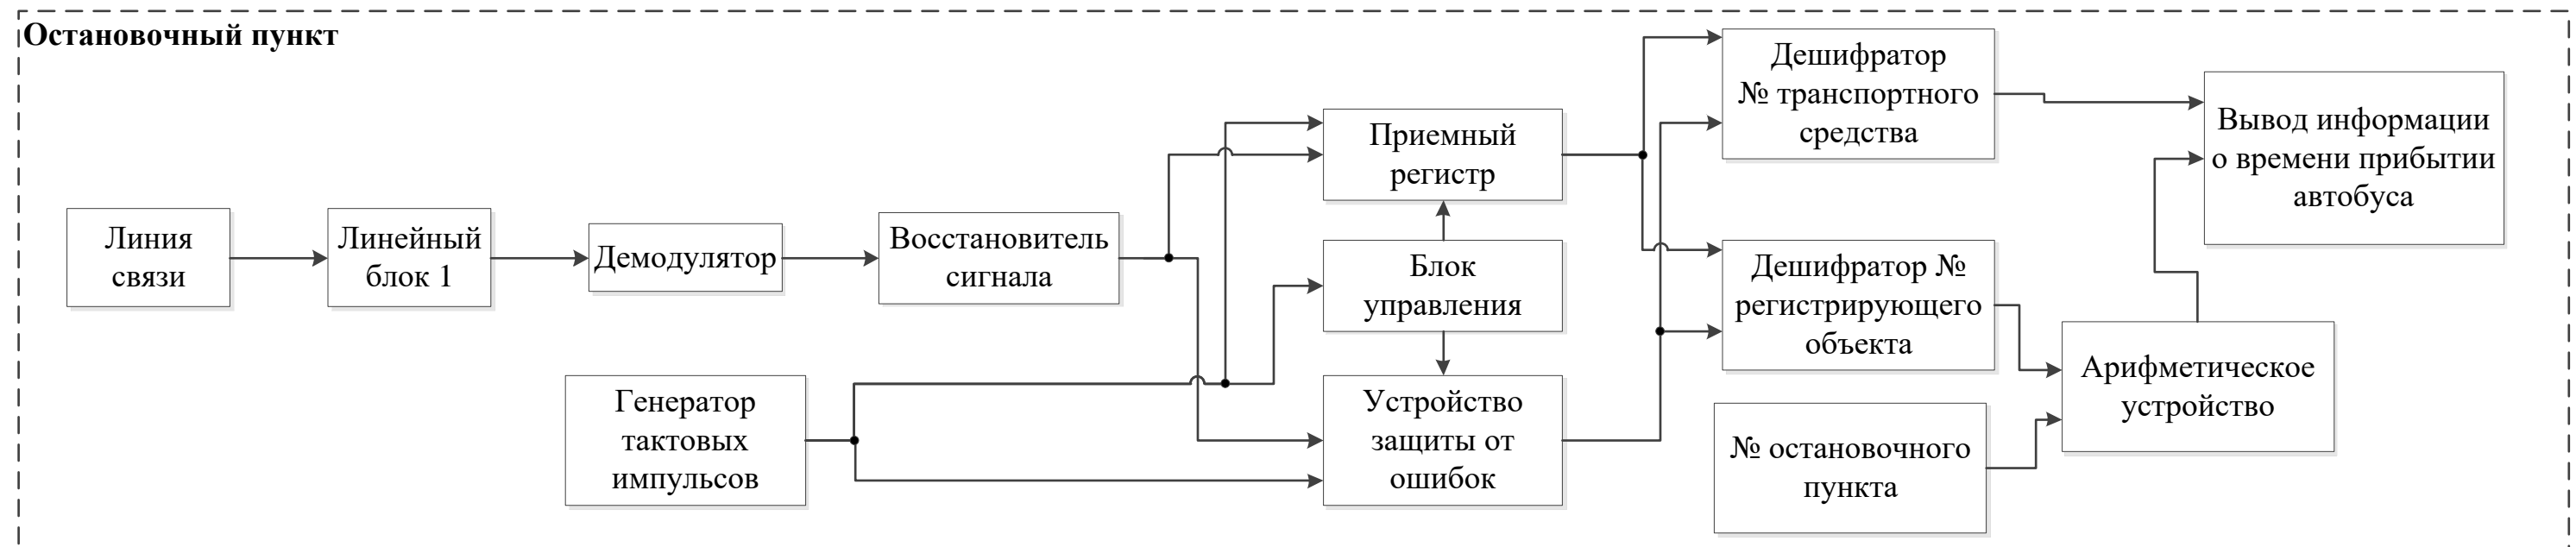 Остановочный пункт
Линия
связи
Линейный
блок 1
Демодулятор
Восстановитель
сигнала
Генератор
тактовых
импульсов
Приемный
регистр
Блок
управления
Устройство
защиты от
ошибок
Дешифратор
№ транспортного
средства
Дешифратор №
регистрирующего
объекта
№ остановочного
пункта
Арифметическое
устройство
Вывод информации
о времени прибытии
автобуса